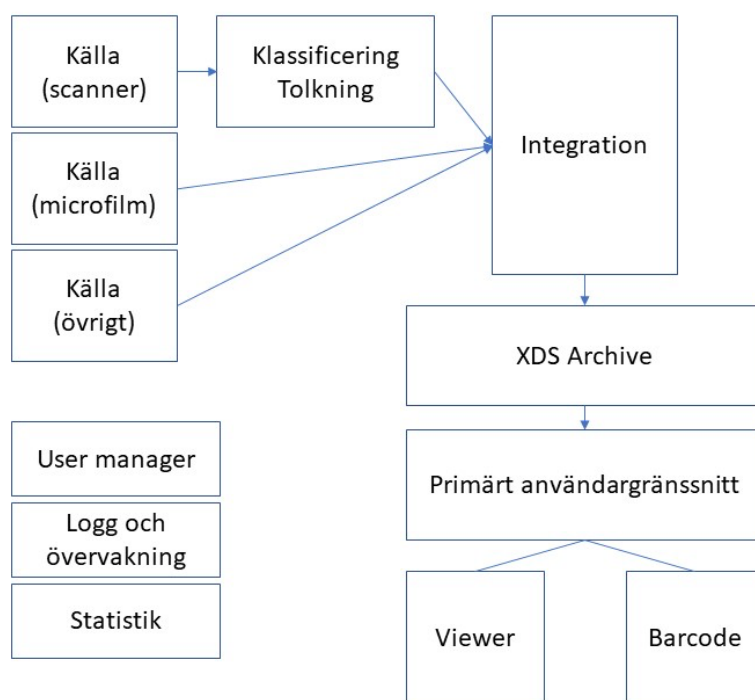 Källa
(scanner)
Klassificering
Tolkning
Integration
Källa
(microfilm)
Källa
(övrigt)
XDS Archive
User manager
Primärt användargränssnitt
Logg och
övervakning
Statistik
Viewer
Barcode